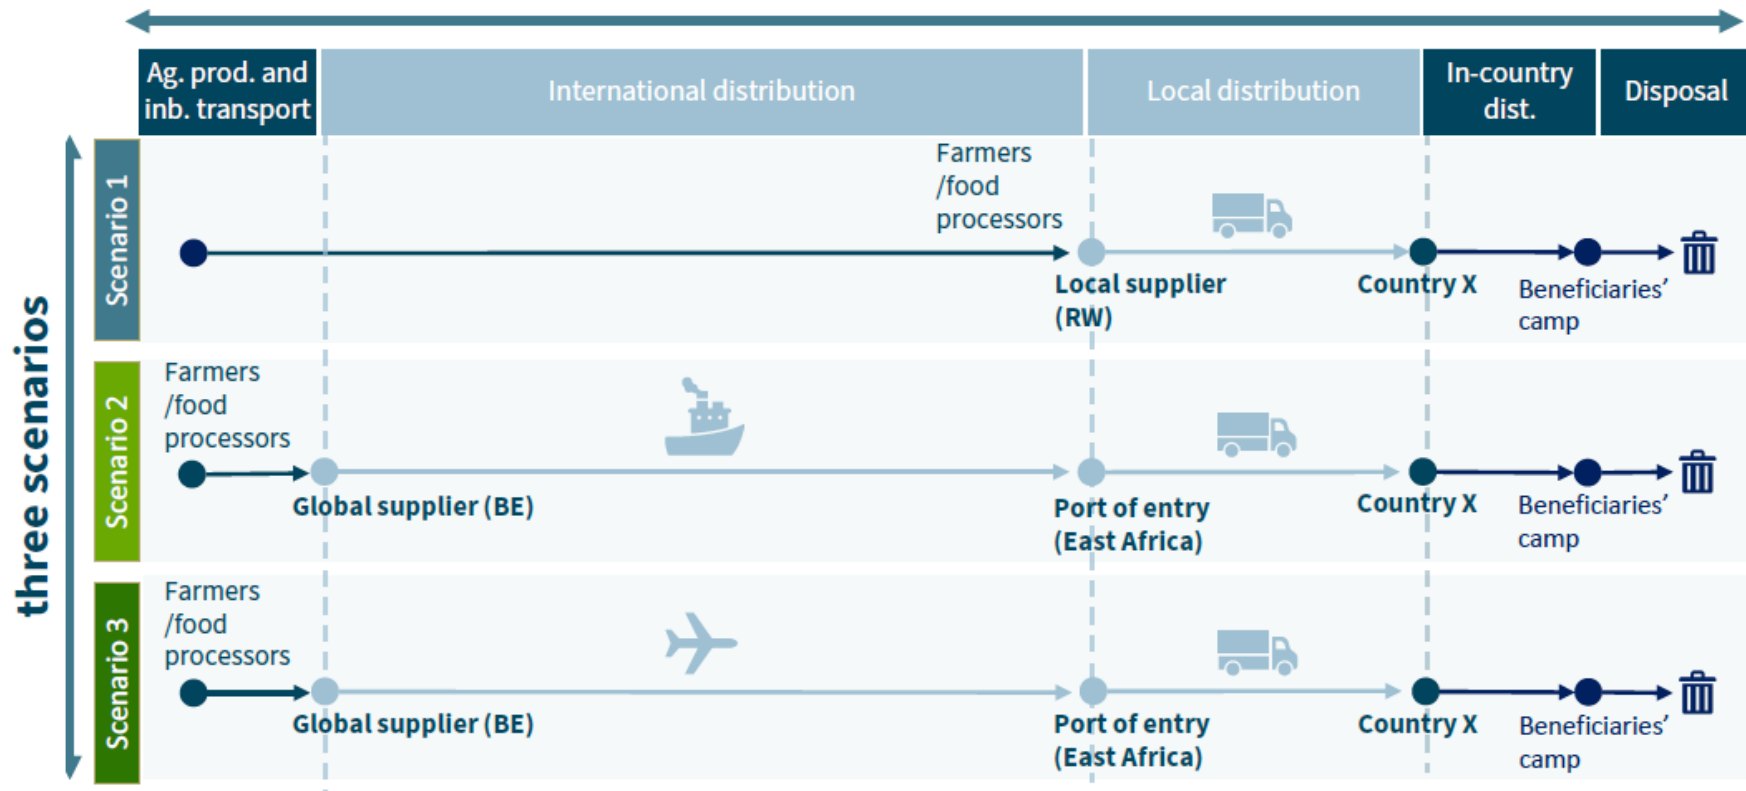 Ag. prod. and
inb. transport
International distribution
Local distribution
In-country
dist.
Disposal
three scenarios
Scenario 1
Farmers
/food
processors
Local supplier
(RW)
Country X
Beneficiaries’
camp
Scenario 2
Farmers
/food
processors
Global supplier (BE)
Port of entry
(East Africa)
Country X
Beneficiaries’
camp
Scenario 3
Farmers
/food
processors
Global supplier (BE)
Port of entry
(East Africa)
Country X
Beneficiaries’
camp